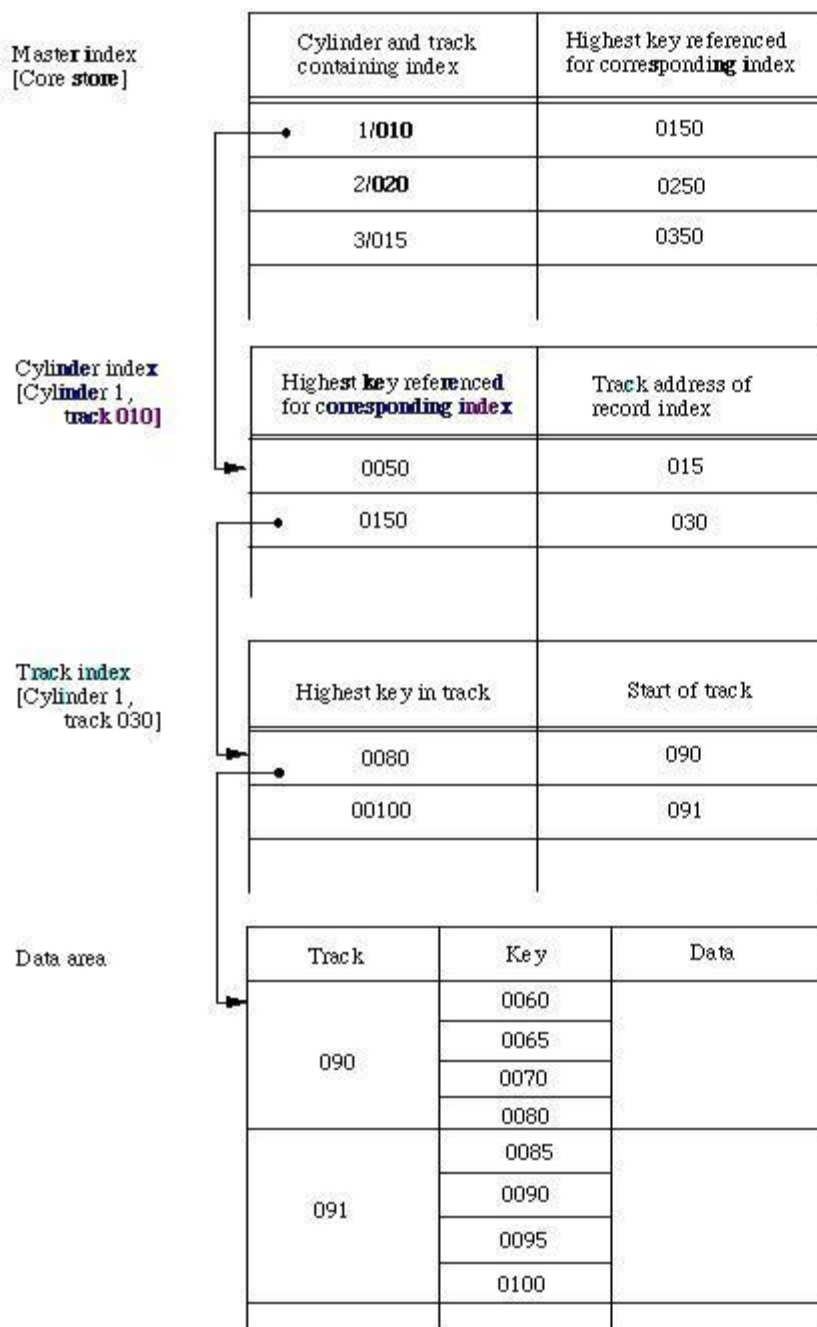 Master index
[Core store]
Cylinder and track
containing index
Highest key referenced
for corresponding index
1/010
0150
2/020
0250
3/015
0350
Cylinder index
[Cylinder 1,
track 010]
Highest key referenced
for corresponding index
Track address of
record index
0050
015
0150
030
Track index
[Cylinder 1,
track 030]
Highest key in track
Start of track
0080
090
00100
091
Data area
Track
Key
Data
090
0060
0065
0070
0080
091
0085
0090
0095
0100